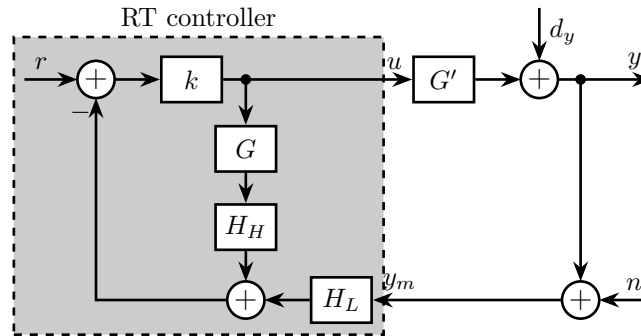 RT controller
r
+
−
k
u
G′
d_y
+
y
G
H_H
+
H_L
y_m
+
n